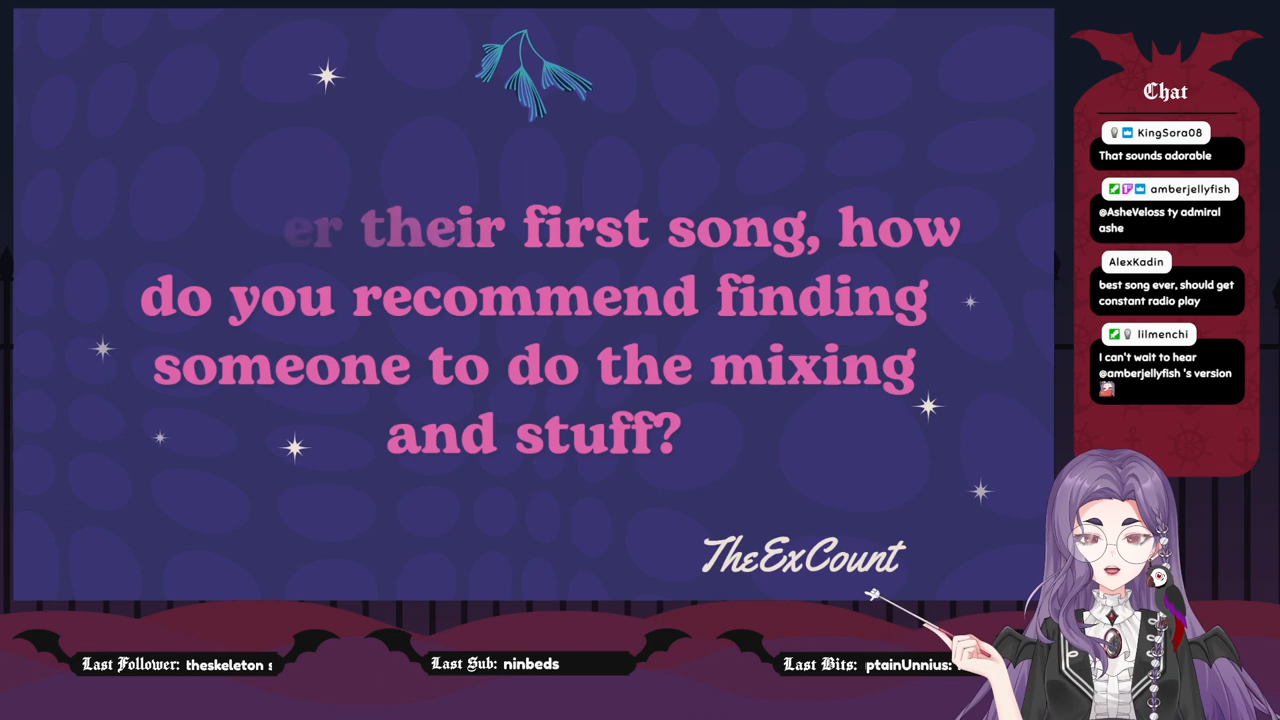 er their first song, how
do you recommend finding
someone to do the mixing
and stuff?
TheExCount
Chat
KingSora08
That sounds adorable
amberjellyfish
@AsheVeloss ty admiral
ashe
AlexKadin
best song ever, should get
constant radio play
lilmenchi
I can't wait to hear
@amberjellyfish 's version
Last Follower: theskeleton s
Last Sub: ninbeds
Last Bits: ptainUnnius: